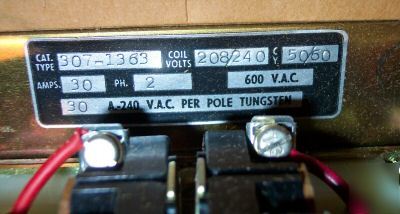 CAT. TYPE 307-1363 COIL VOLTS 208/240 CY. 50/60
AMPS. 30 PH. 2 600 V.A.C.
30 A-240 V.A.C. PER POLE TUNGSTEN